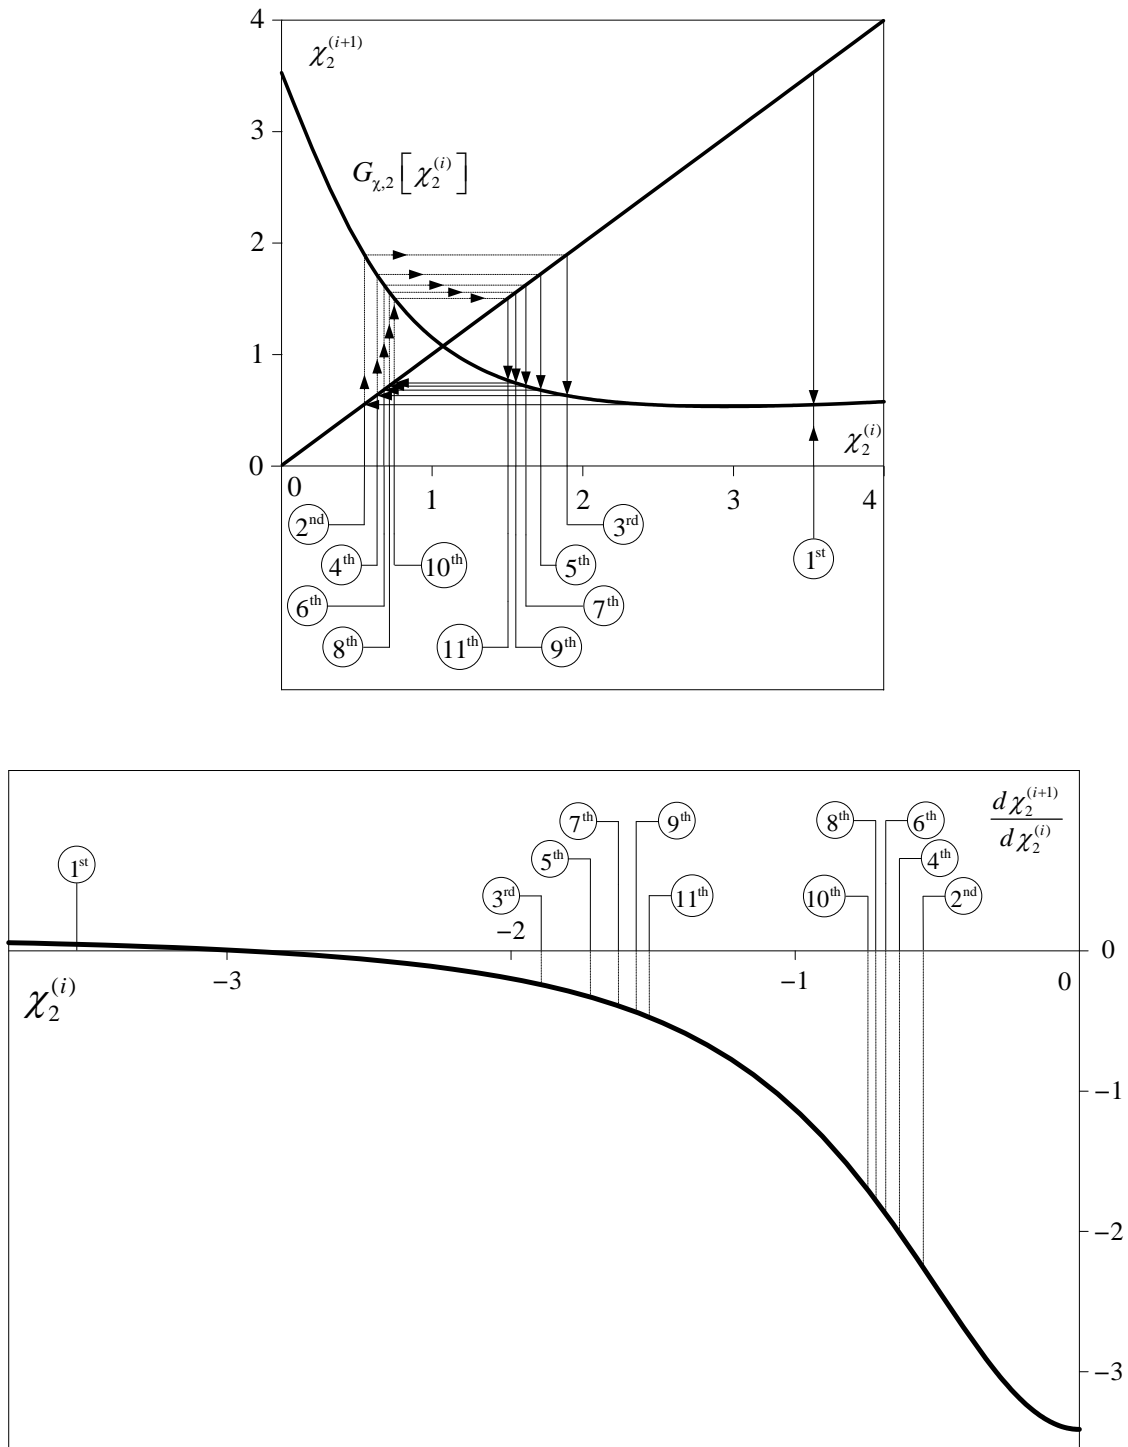 4
χ₂⁽ⁱ⁺¹⁾
3
G_χ,₂[χ₂⁽ⁱ⁾]
2
1
χ₂⁽ⁱ⁾
0
0 1 2 3 4
2nd 3rd
4th 10th 5th 1st
6th 7th
8th 11th 9th
dχ₂⁽ⁱ⁺¹⁾
dχ₂⁽ⁱ⁾
7th 9th 8th 6th
1st 5th 4th
3rd 11th 10th 2nd
−2
0
−3 −1 0
χ₂⁽ⁱ⁾
−1
−2
−3